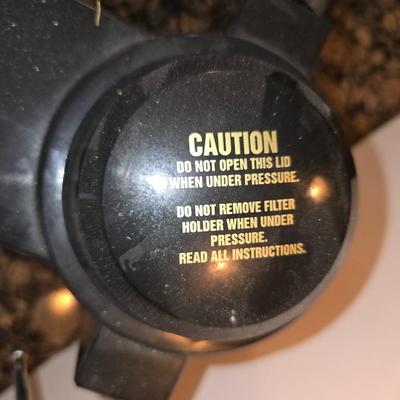 CAUTION
DO NOT OPEN THIS LID
WHEN UNDER PRESSURE.
DO NOT REMOVE FILTER
HOLDER WHEN UNDER
PRESSURE.
READ ALL INSTRUCTIONS.